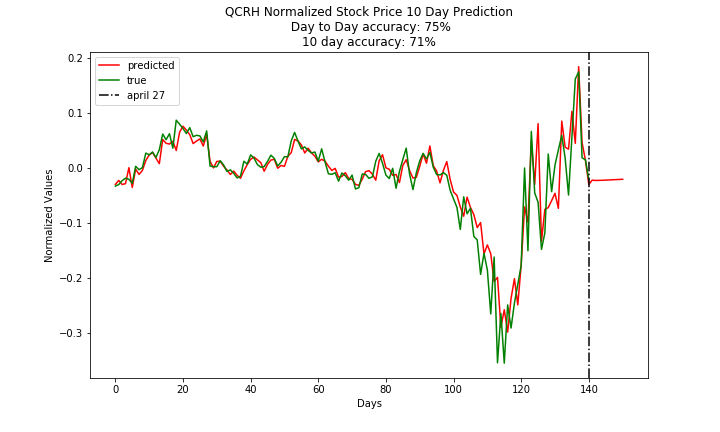 QCRH Normalized Stock Price 10 Day Prediction
Day to Day accuracy: 75%
10 day accuracy: 71%
predicted
true
april 27
0.2
0.1
0.0
−0.1
−0.2
−0.3
Normalized Values
0 20 40 60 80 100 120 140
Days